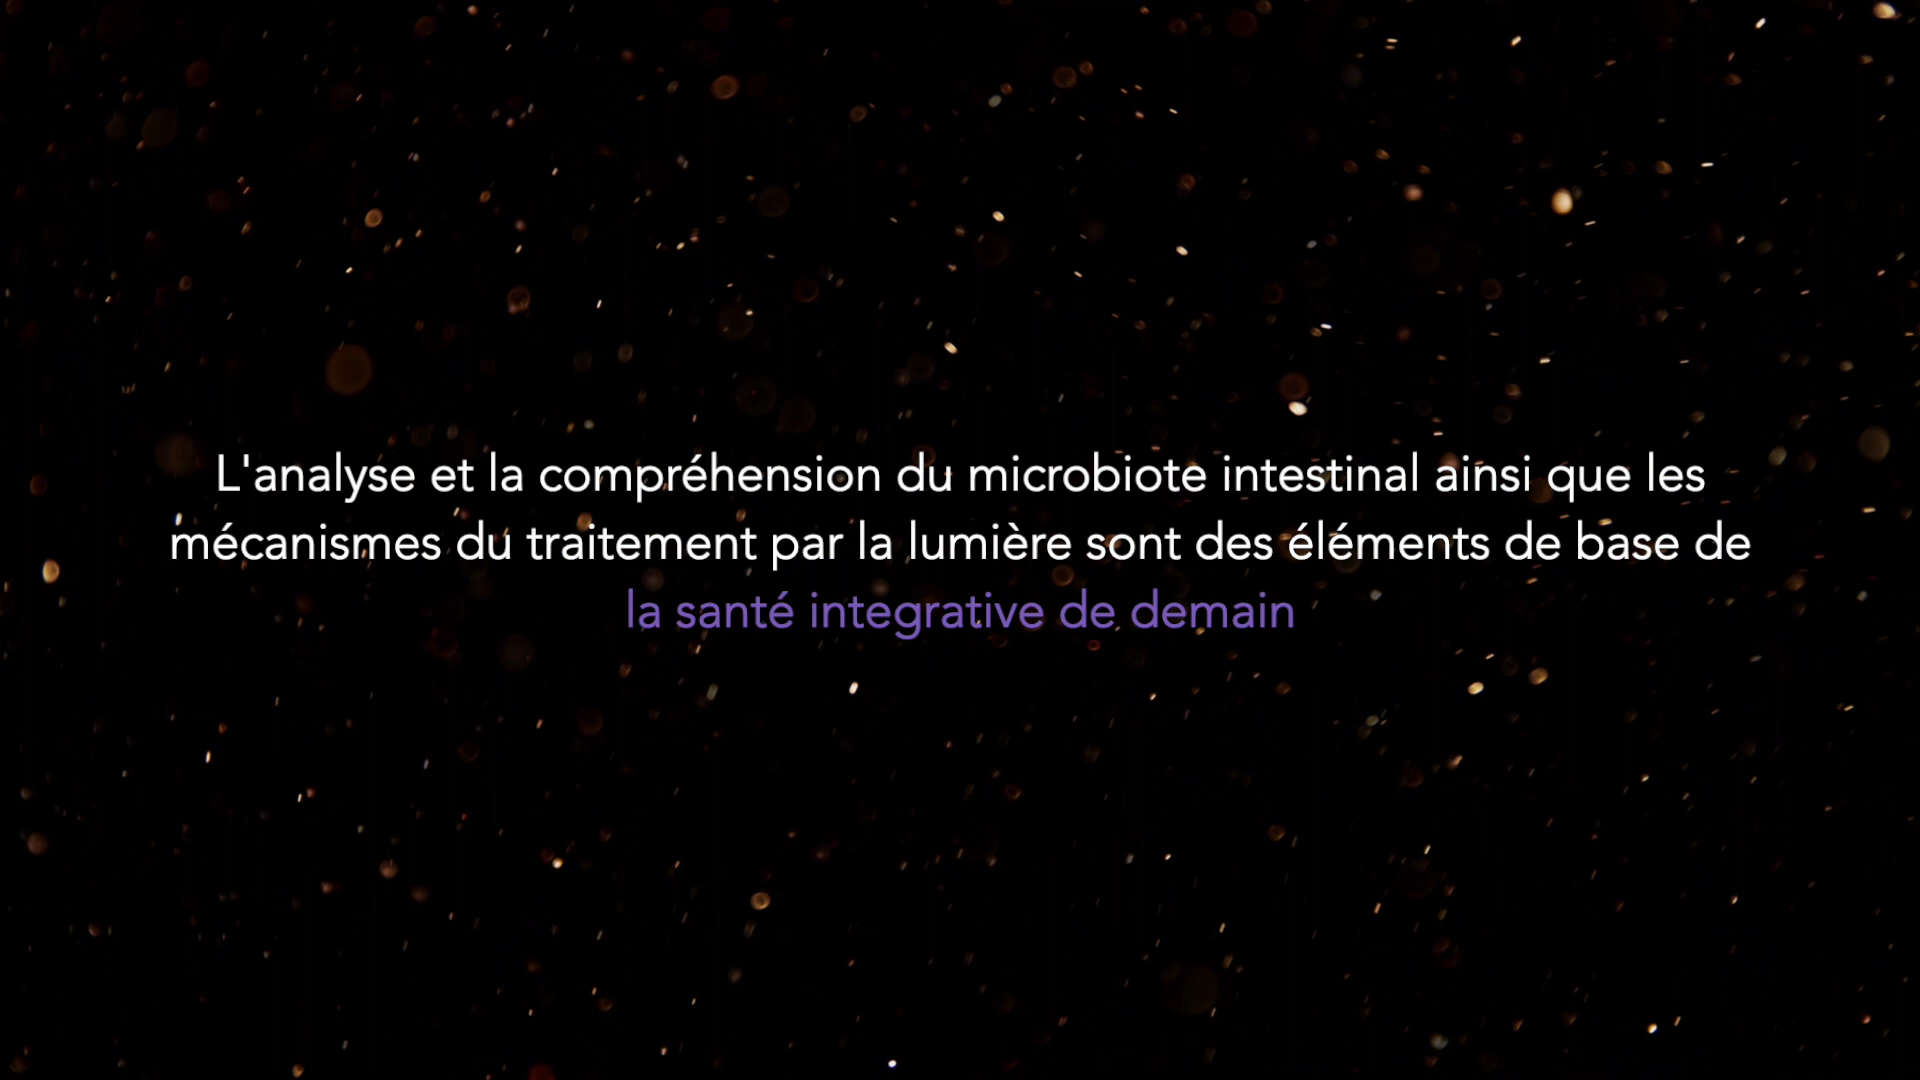 L'analyse et la compréhension du microbiote intestinal ainsi que les
mécanismes du traitement par la lumière sont des éléments de base de
la santé integrative de demain